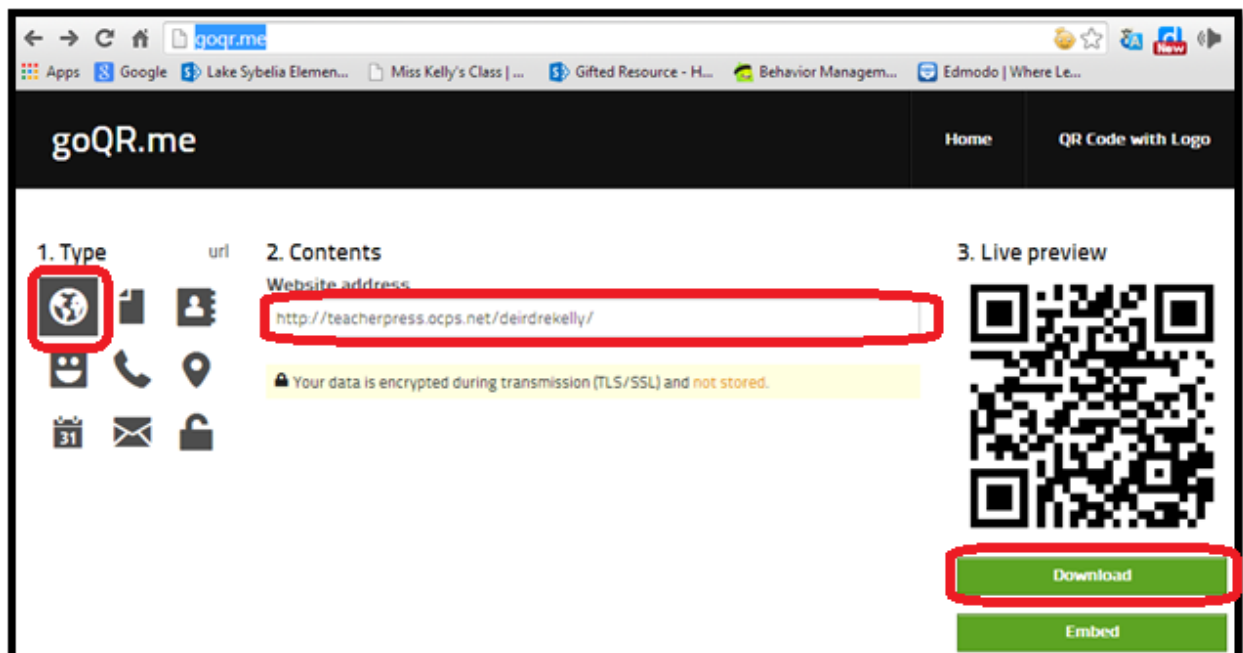 goqr.me
New
Apps Google Lake Sybelia Elemen... Miss Kelly's Class | ... Gifted Resource - H... Behavior Managem... Edmodo | Where Le...
goQR.me
Home
QR Code with Logo
1. Type
url
2. Contents
3. Live preview
Website address
http://teacherpress.ocps.net/deirdrekelly/
Your data is encrypted during transmission (TLS/SSL) and not stored.
31
Download
Embed